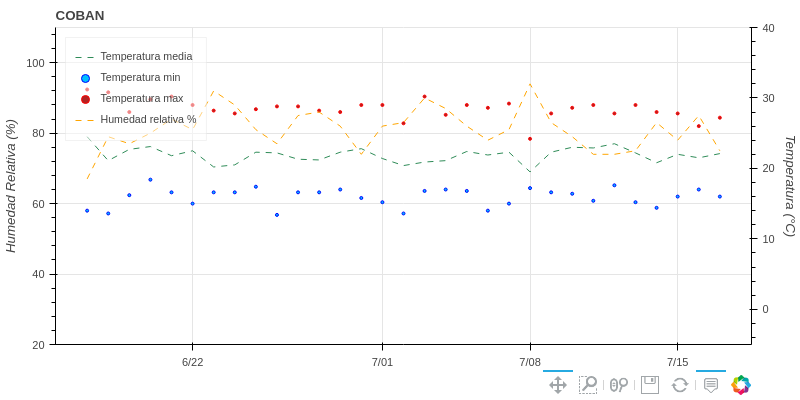 COBAN
Temperatura media
Temperatura min
Temperatura max
Humedad relativa %
Humedad Relativa (%)
100
80
60
40
20
40
30
20
10
0
Temperatura (°C)
6/22
7/01
7/08
7/15